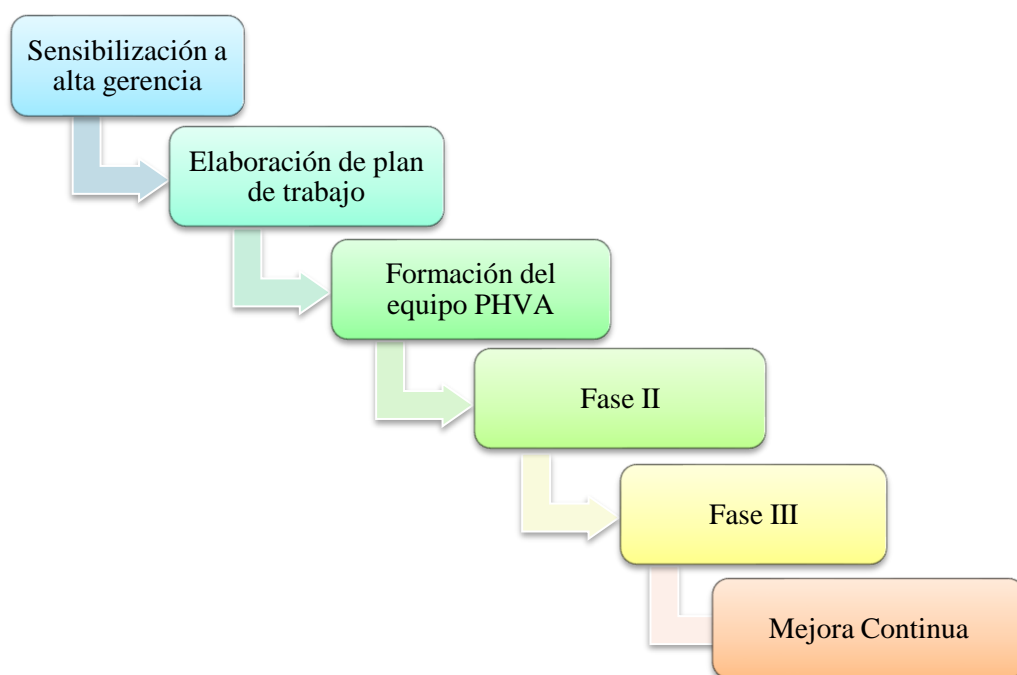 Sensibilización a
alta gerencia
Elaboración de plan
de trabajo
Formación del
equipo PHVA
Fase II
Fase III
Mejora Continua